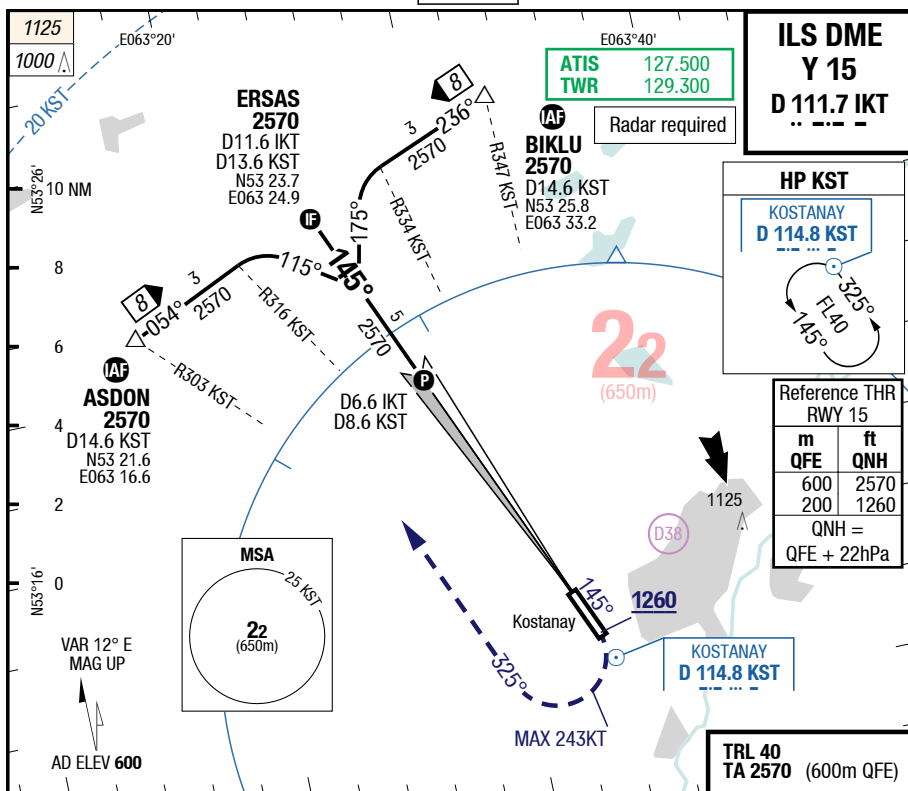 1125
1000
E063°20'
E063°40'
20 KST
ILS DME
Y 15
D 111.7 IKT
ATIS 127.500
TWR 129.300
Radar required
ERSAS
2570
D11.6 IKT
D13.6 KST
N53 23.7
E063 24.9
IF
8
236°
3
2570
IAF
BIKLU
2570
D14.6 KST
N53 25.8
E063 33.2
R347 KST
R334 KST
175°
N53°26'
10 NM
8
6
4
2
0
N53°16'
8
054°
3
2570
115°
145°
R316 KST
R303 KST
IAF
ASDON
2570
D14.6 KST
N53 21.6
E063 16.6
5
2570
P
D6.6 IKT
D8.6 KST
22
(650m)
HP KST
KOSTANAY
D 114.8 KST
325°
FL40
145°
Reference THR
RWY 15
m ft
QFE QNH
600 2570
200 1260
QNH =
QFE + 22hPa
1125
D38
MSA
25 KST
22
(650m)
145°
1260
Kostanay
KOSTANAY
D 114.8 KST
325°
MAX 243KT
VAR 12° E
MAG UP
AD ELEV 600
TRL 40
TA 2570 (600m QFE)